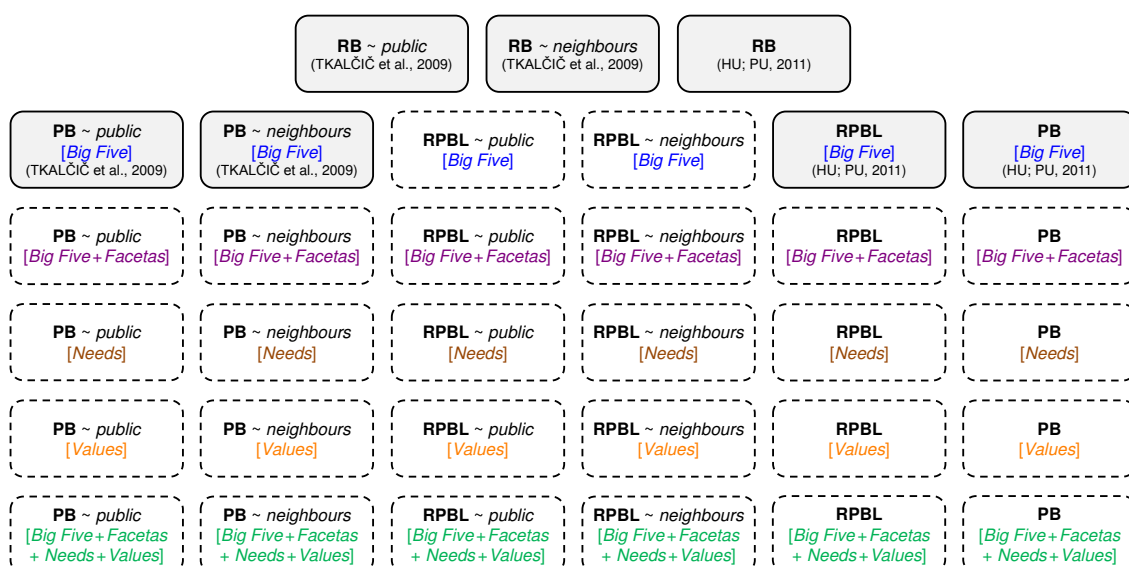 RB ~ public
(TKALČIČ et al., 2009)
RB ~ neighbours
(TKALČIČ et al., 2009)
RB
(HU; PU, 2011)
PB ~ public
[Big Five]
(TKALČIČ et al., 2009)
PB ~ neighbours
[Big Five]
(TKALČIČ et al., 2009)
RPBL ~ public
[Big Five]
RPBL ~ neighbours
[Big Five]
RPBL
[Big Five]
(HU; PU, 2011)
PB
[Big Five]
(HU; PU, 2011)
PB ~ public
[Big Five+Facetas]
PB ~ neighbours
[Big Five+Facetas]
RPBL ~ public
[Big Five+Facetas]
RPBL ~ neighbours
[Big Five+Facetas]
RPBL
[Big Five+Facetas]
PB
[Big Five+Facetas]
PB ~ public
[Needs]
PB ~ neighbours
[Needs]
RPBL ~ public
[Needs]
RPBL ~ neighbours
[Needs]
RPBL
[Needs]
PB
[Needs]
PB ~ public
[Values]
PB ~ neighbours
[Values]
RPBL ~ public
[Values]
RPBL ~ neighbours
[Values]
RPBL
[Values]
PB
[Values]
PB ~ public
[Big Five+Facetas
+ Needs+Values]
PB ~ neighbours
[Big Five+Facetas
+ Needs+Values]
RPBL ~ public
[Big Five+Facetas
+ Needs+Values]
RPBL ~ neighbours
[Big Five+Facetas
+ Needs+Values]
RPBL
[Big Five+Facetas
+ Needs+Values]
PB
[Big Five+Facetas
+ Needs+Values]